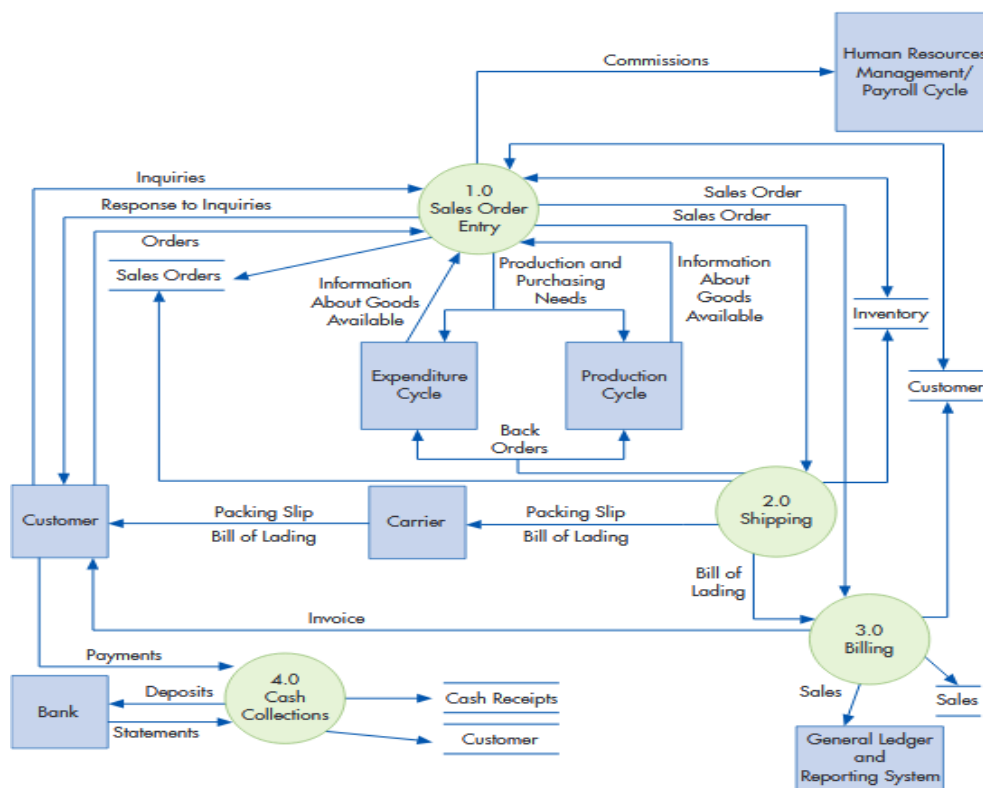 Commissions
Human Resources
Management/
Payroll Cycle
Inquiries
1.0
Sales Order
Entry
Sales Order
Response to Inquiries
Sales Order
Orders
Sales Orders
Information
About Goods
Available
Production and
Purchasing
Needs
Information
About
Goods
Available
Inventory
Expenditure
Cycle
Production
Cycle
Customer
Back
Orders
Customer
Packing Slip
Bill of Lading
Carrier
Packing Slip
Bill of Lading
2.0
Shipping
Bill of
Lading
Invoice
3.0
Billing
Payments
Deposits
Bank
Statements
4.0
Cash
Collections
Cash Receipts
Customer
Sales
Sales
General Ledger
and
Reporting System